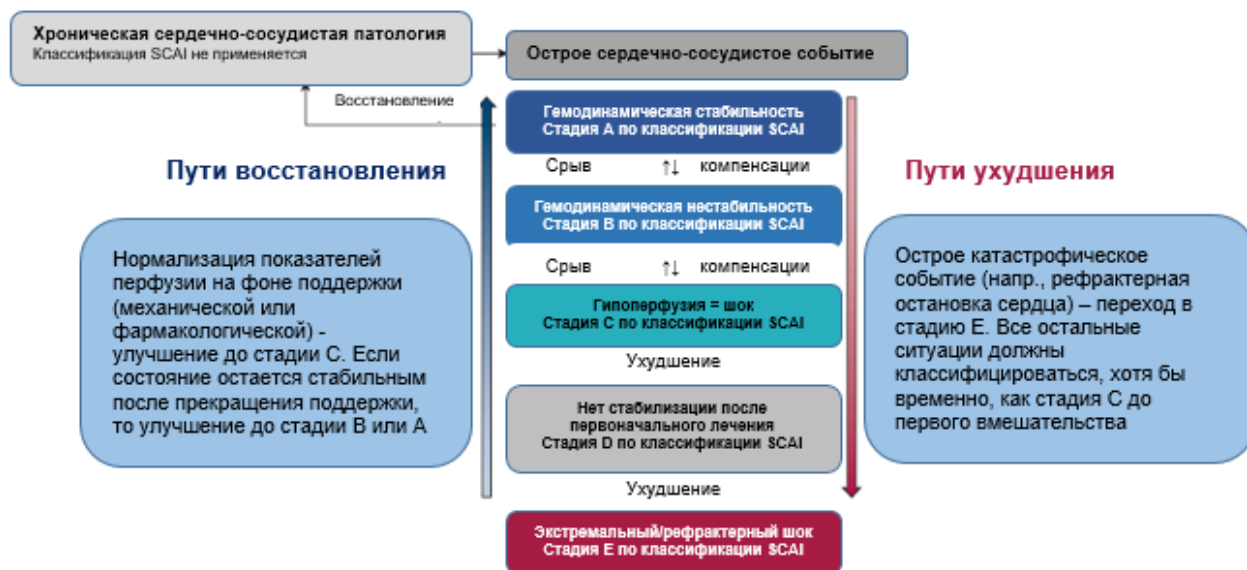 Хроническая сердечно-сосудистая патология
Классификация SCAI не применяется
Острое сердечно-сосудистое событие
Восстановление
Гемодинамическая стабильность
Стадия A по классификации SCAI
Срыв ↑↓ компенсации
Пути восстановления
Пути ухудшения
Гемодинамическая нестабильность
Стадия B по классификации SCAI
Срыв ↑↓ компенсации
Нормализация показателей
перфузии на фоне поддержки
(механической или
фармакологической) -
улучшение до стадии С. Если
состояние остается стабильным
после прекращения поддержки,
то улучшение до стадии В или А
Гипоперфузия = шок
Стадия C по классификации SCAI
Ухудшение
Нет стабилизации после
первоначального лечения
Стадия D по классификации SCAI
Ухудшение
Экстремальный/рефрактерный шок
Стадия E по классификации SCAI
Острое катастрофическое
событие (напр., рефрактерная
остановка сердца) – переход в
стадию Е. Все остальные
ситуации должны
классифицироваться, хотя бы
временно, как стадия С до
первого вмешательства